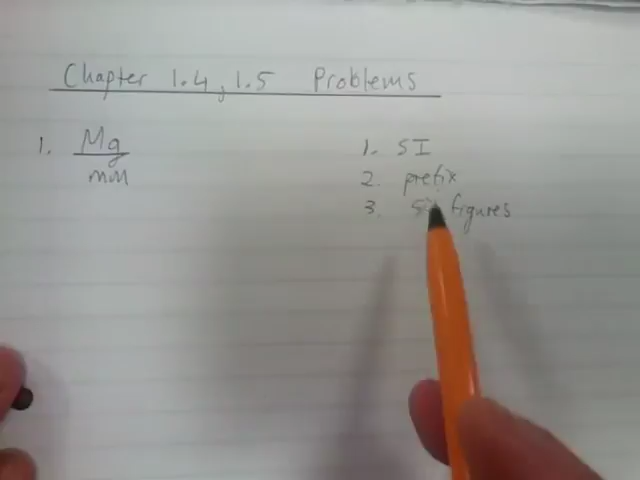 Chapter 1.4, 1.5 Problems
1. Mg
mM
1. SI
2. prefix
3. figures